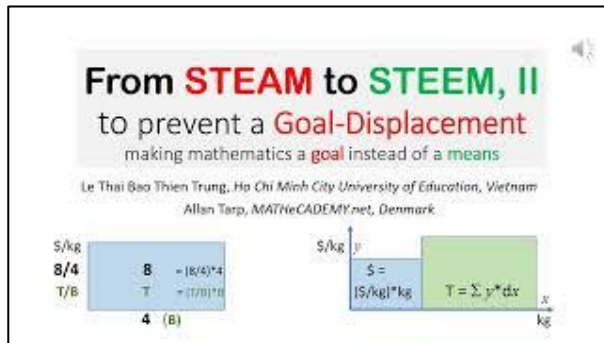 From STEAM to STEEM, II
to prevent a Goal-Displacement
making mathematics a goal instead of a means
Le Thai Bao Thien Trung, Ho Chi Minh City University of Education, Vietnam
Allan Tarp, MATHeCADEMY.net, Denmark
$/kg
8/4 8 = (8/4)*4
T/B T = (T/B)*B
4 (B)
$/kg y
$ =
($/kg)*kg
T = Σ y*dx
x
kg